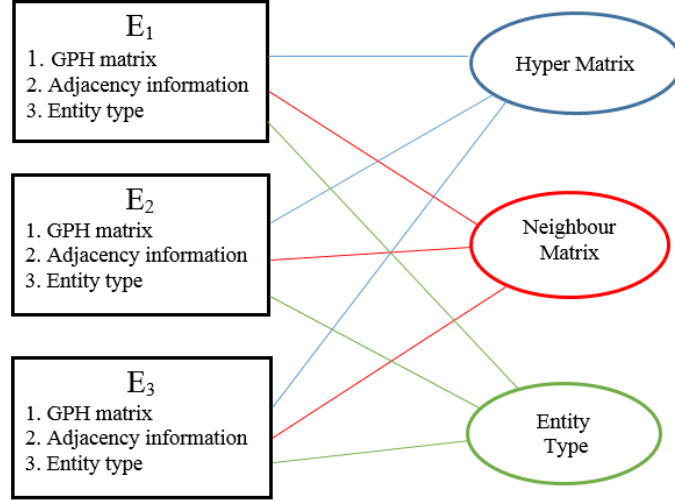 E₁
1. GPH matrix
2. Adjacency information
3. Entity type
E₂
1. GPH matrix
2. Adjacency information
3. Entity type
E₃
1. GPH matrix
2. Adjacency information
3. Entity type
Hyper Matrix
Neighbour
Matrix
Entity
Type